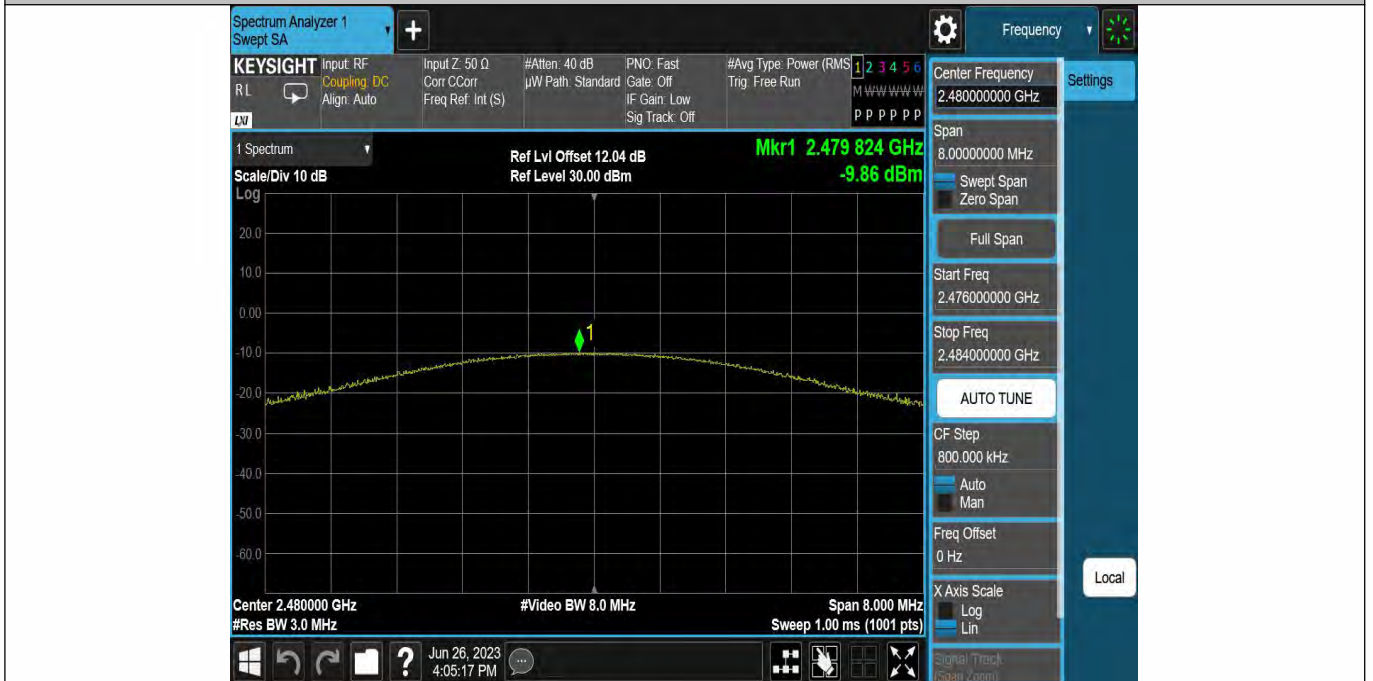 Spectrum Analyzer 1
Swept SA
+
Frequency
KEYSIGHT
RL
LXI
Input: RF
Coupling: DC
Align: Auto
Input Z: 50 Ω
Corr CCorr
Freq Ref: Int (S)
#Atten: 40 dB
µW Path: Standard
PNO: Fast
Gate: Off
IF Gain: Low
Sig Track: Off
#Avg Type: Power (RMS
Trig: Free Run
1 2 3 4 5 6
M W W W W W
P P P P P P
1 Spectrum
Scale/Div 10 dB
Log
Ref Lvl Offset 12.04 dB
Ref Level 30.00 dBm
Mkr1 2.479 824 GHz
-9.86 dBm
20.0
10.0
0.00
-10.0
-20.0
-30.0
-40.0
-50.0
-60.0
1
Center 2.480000 GHz
#Res BW 3.0 MHz
#Video BW 8.0 MHz
Span 8.000 MHz
Sweep 1.00 ms (1001 pts)
Center Frequency
2.480000000 GHz
Settings
Span
8.00000000 MHz
Swept Span
Zero Span
Full Span
Start Freq
2.476000000 GHz
Stop Freq
2.484000000 GHz
AUTO TUNE
CF Step
800.000 kHz
Auto
Man
Freq Offset
0 Hz
X Axis Scale
Log
Lin
Signal Track
(Span Zoom)
Local
?
Jun 26, 2023
4:05:17 PM